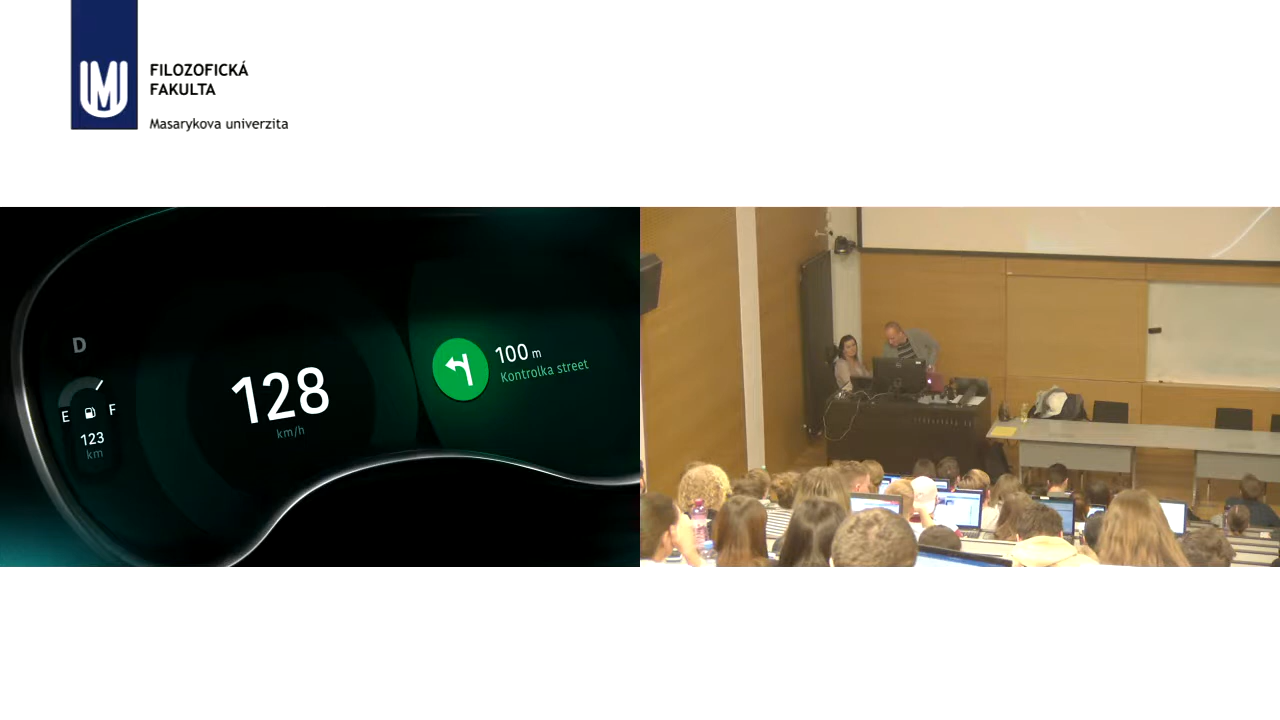 FILOZOFICKÁ
FAKULTA
Masarykova univerzita
D
E F
123
km
128
km/h
100 m
Kontrolka street